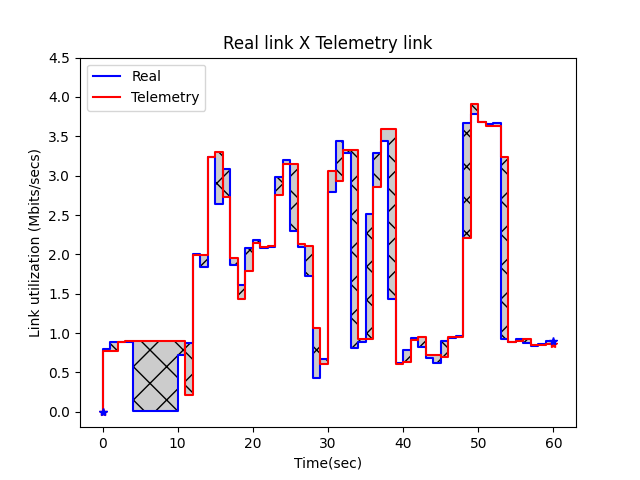 Real link X Telemetry link
Real
Telemetry
Link utilization (Mbits/secs)
4.5
4.0
3.5
3.0
2.5
2.0
1.5
1.0
0.5
0.0
0 10 20 30 40 50 60
Time(sec)